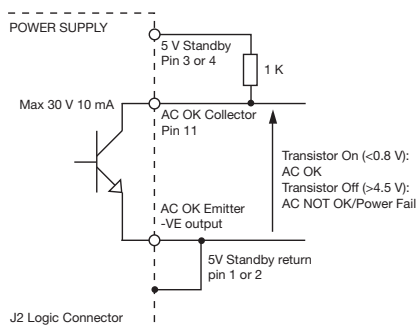 POWER SUPPLY
5 V Standby
Pin 3 or 4
1 K
Max 30 V 10 mA
AC OK Collector
Pin 11
Transistor On (<0.8 V):
AC OK
Transistor Off (>4.5 V):
AC NOT OK/Power Fail
AC OK Emitter
-VE output
5V Standby return
pin 1 or 2
J2 Logic Connector